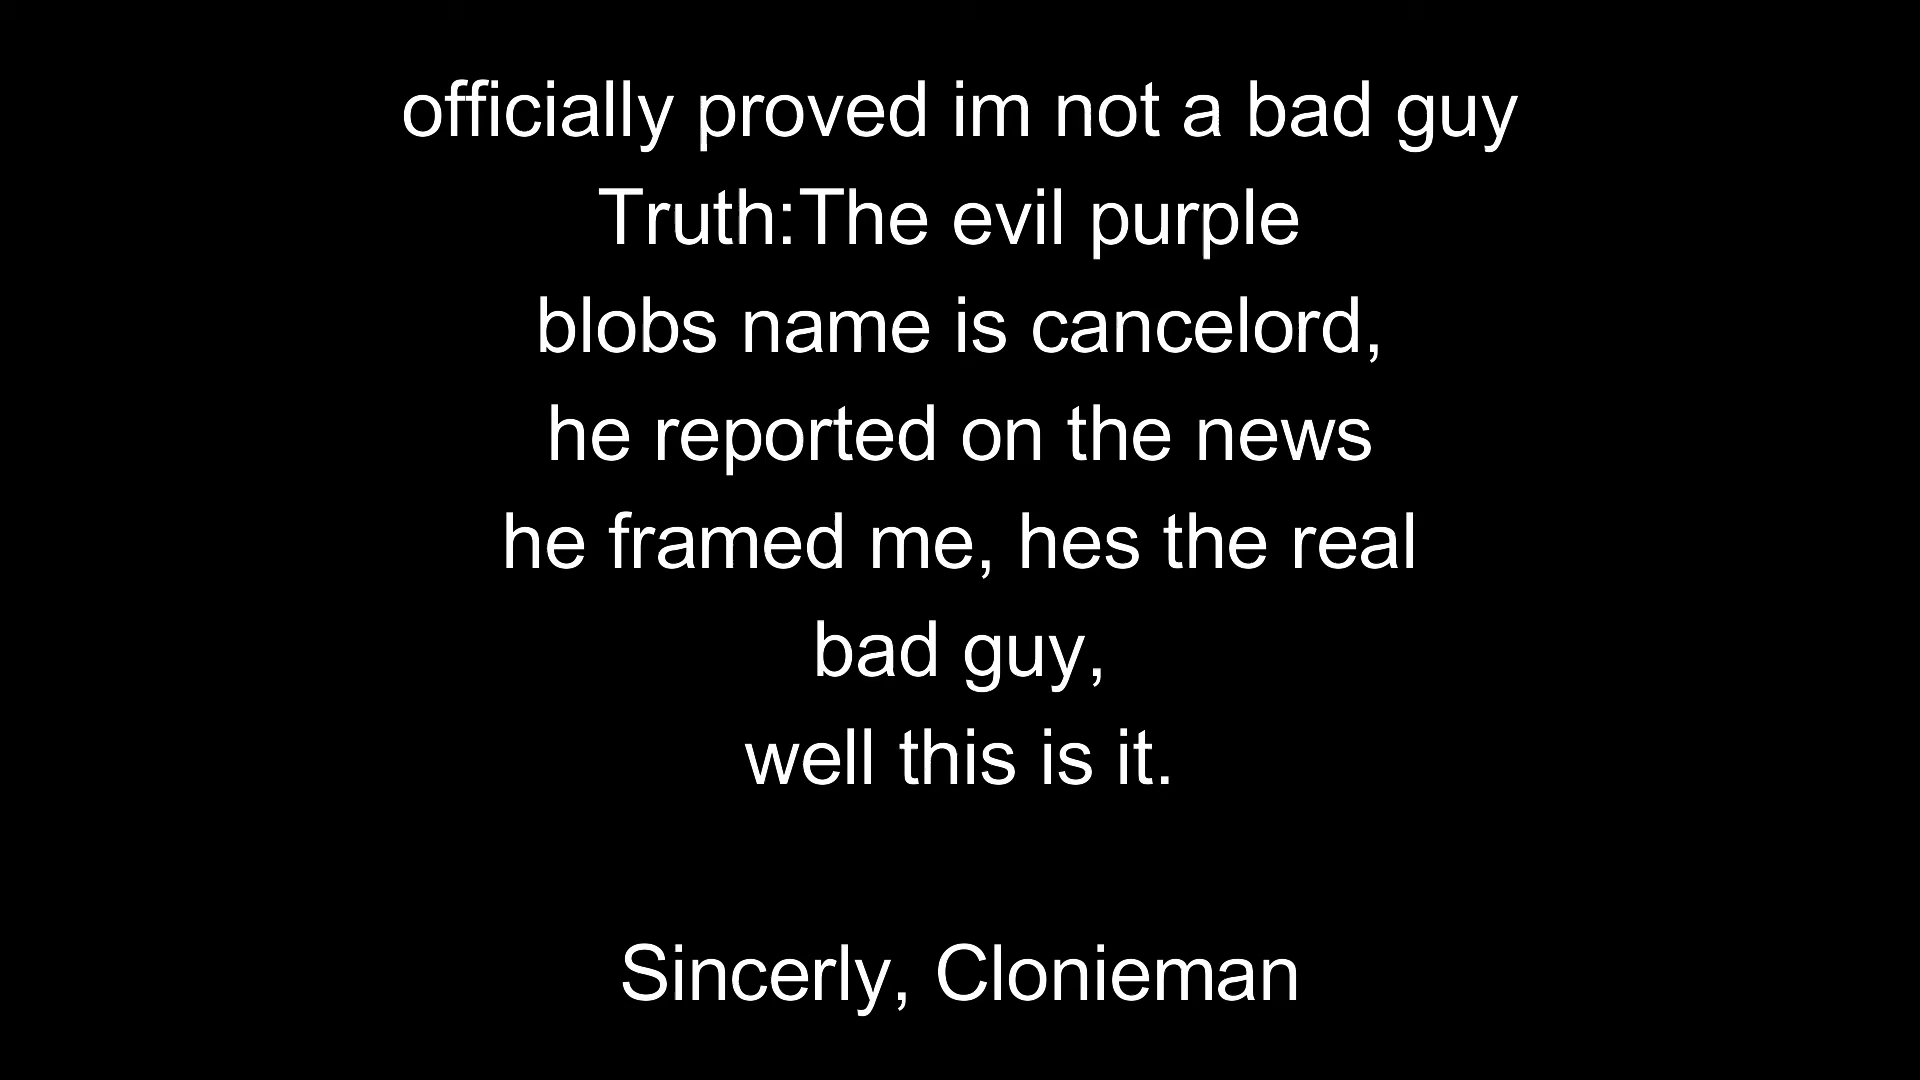 officially proved im not a bad guy
Truth:The evil purple
blobs name is cancelord,
he reported on the news
he framed me, hes the real
bad guy,
well this is it.
Sincerly, Clonieman